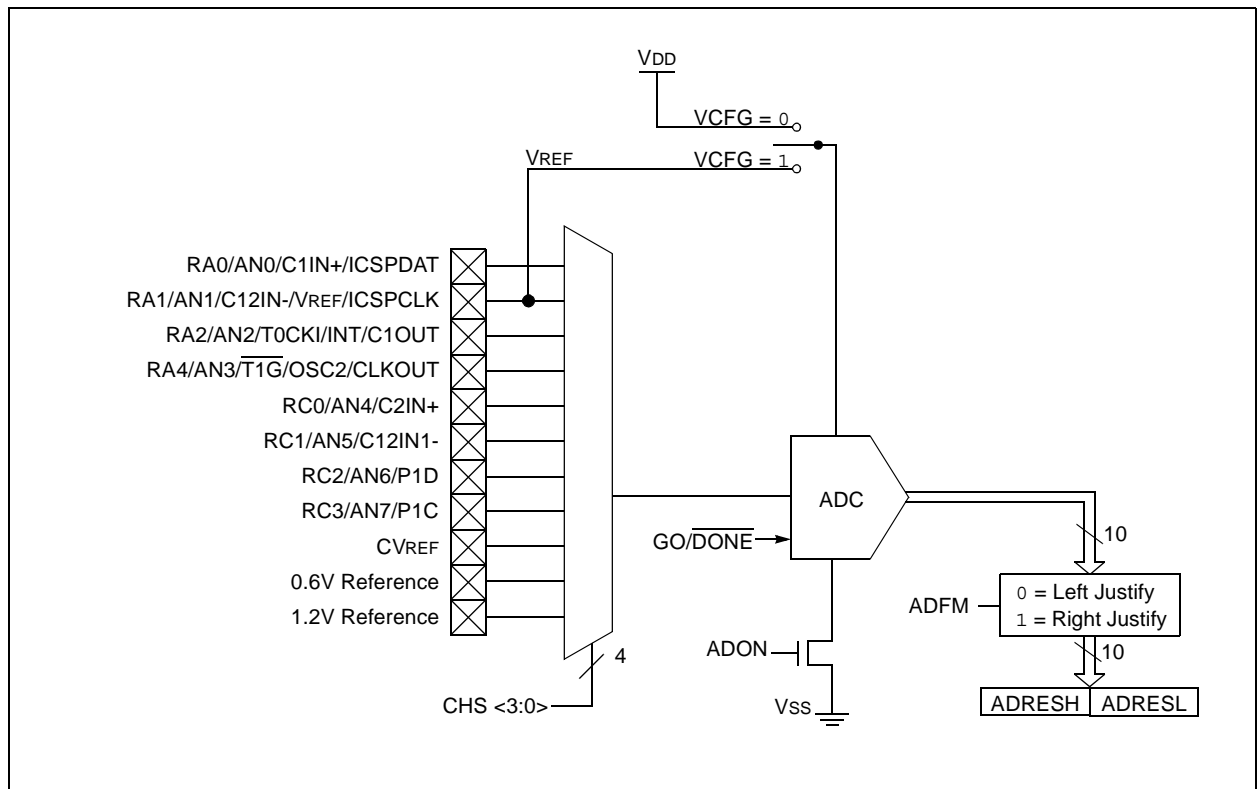 VDD
VCFG = 0
VREF
VCFG = 1
RA0/AN0/C1IN+/ICSPDAT
RA1/AN1/C12IN-/VREF/ICSPCLK
RA2/AN2/T0CKI/INT/C1OUT
RA4/AN3/T1G/OSC2/CLKOUT
RC0/AN4/C2IN+
RC1/AN5/C12IN1-
RC2/AN6/P1D
RC3/AN7/P1C
CVREF
0.6V Reference
1.2V Reference
4
CHS <3:0>
ADC
GO/DONE
ADON
VSS
10
ADFM
0 = Left Justify
1 = Right Justify
10
ADRESH ADRESL